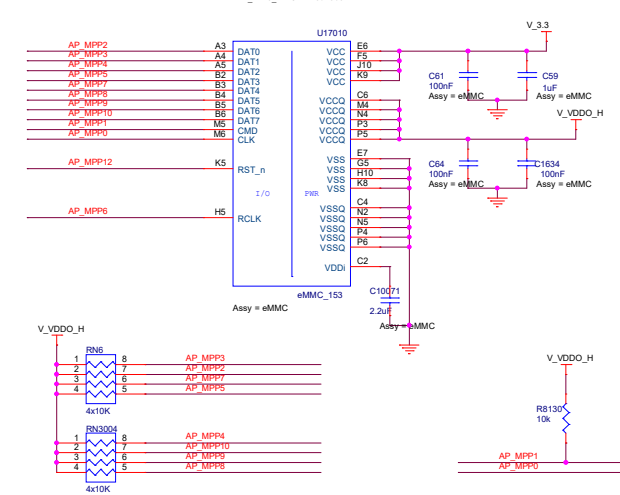 U17010
V_3.3
AP_MPP2 A3 DAT0 VCC E6
AP_MPP3 A4 DAT1 VCC F5
AP_MPP4 A5 DAT2 VCC J10
AP_MPP5 B2 DAT3 VCC K9
AP_MPP7 B3 DAT4
AP_MPP8 B4 DAT5 VCCQ C6
AP_MPP9 B5 DAT6 VCCQ M4
AP_MPP10 B6 DAT7 VCCQ N4
AP_MPP1 M5 CMD VCCQ P3
AP_MPP0 M6 CLK VCCQ P5
C61
100nF
Assy = eMMC
C59
1uF
Assy = eMMC
V_VDDO_H
AP_MPP12 K5 RST_n
VSS E7
VSS G5
VSS H10
VSS K8
C64
100nF
Assy = eMMC
C1634
100nF
Assy = eMMC
I/O PWR
AP_MPP6 H5 RCLK
VSSQ C4
VSSQ N2
VSSQ N5
VSSQ P4
VSSQ P6
VDDi C2
eMMC_153
Assy = eMMC
C10071
2.2uF
Assy = eMMC
V_VDDO_H
RN6
1 8 AP_MPP3
2 7 AP_MPP2
3 6 AP_MPP7
4 5 AP_MPP5
4x10K
RN3004
1 8 AP_MPP4
2 7 AP_MPP10
3 6 AP_MPP9
4 5 AP_MPP8
4x10K
V_VDDO_H
R8130
10k
AP_MPP1
AP_MPP0